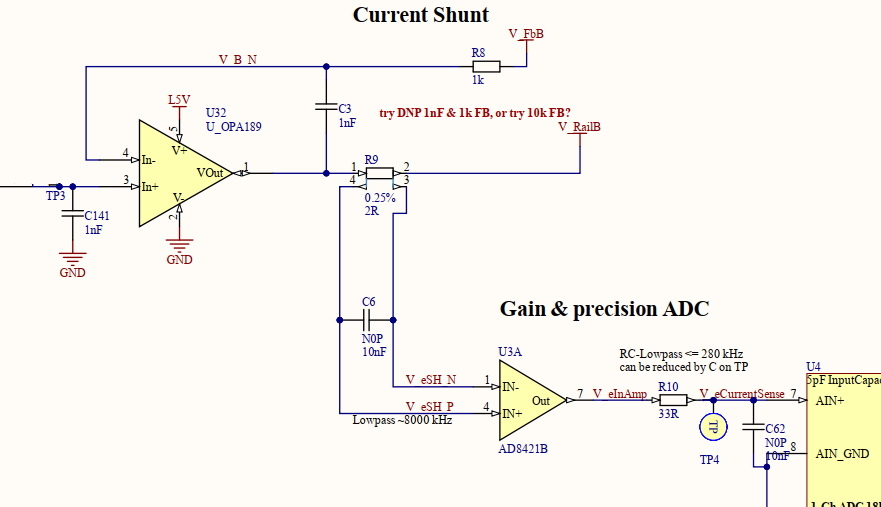 Current Shunt
V_FbB
V_B_N
R8
1k
L5V
U32
U_OPA189
C3
1nF
try DNP 1nF & 1k FB, or try 10k FB?
V_RailB
5
V+
4
In-
VOut
1
3
In+
V-
2
TP3
C141
1nF
GND
GND
R9
1
2
4
3
0.25%
2R
C6
N0P
10nF
Gain & precision ADC
U3A
RC-Lowpass <= 280 kHz
can be reduced by C on TP
V_eSH_N
1
IN-
V_eSH_P
4
IN+
Lowpass ~8000 kHz
Out
7
V_eInAmp
AD8421B
R10
33R
V_eCurrentSense
7
TP
TP4
C62
N0P
10nF
U4
5pF InputCapac
AIN+
8
AIN_GND
1 Ch ADC 18